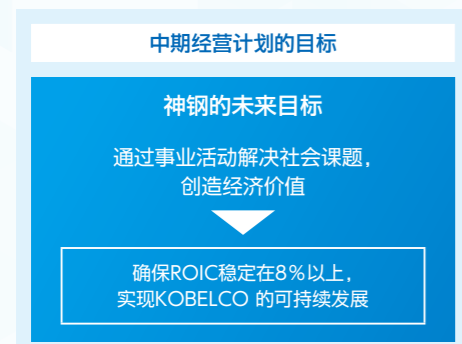 中期经营计划的目标
神钢的未来目标
通过事业活动解决社会课题，
创造经济价值
确保ROIC稳定在8%以上，
实现KOBELCO 的可持续发展